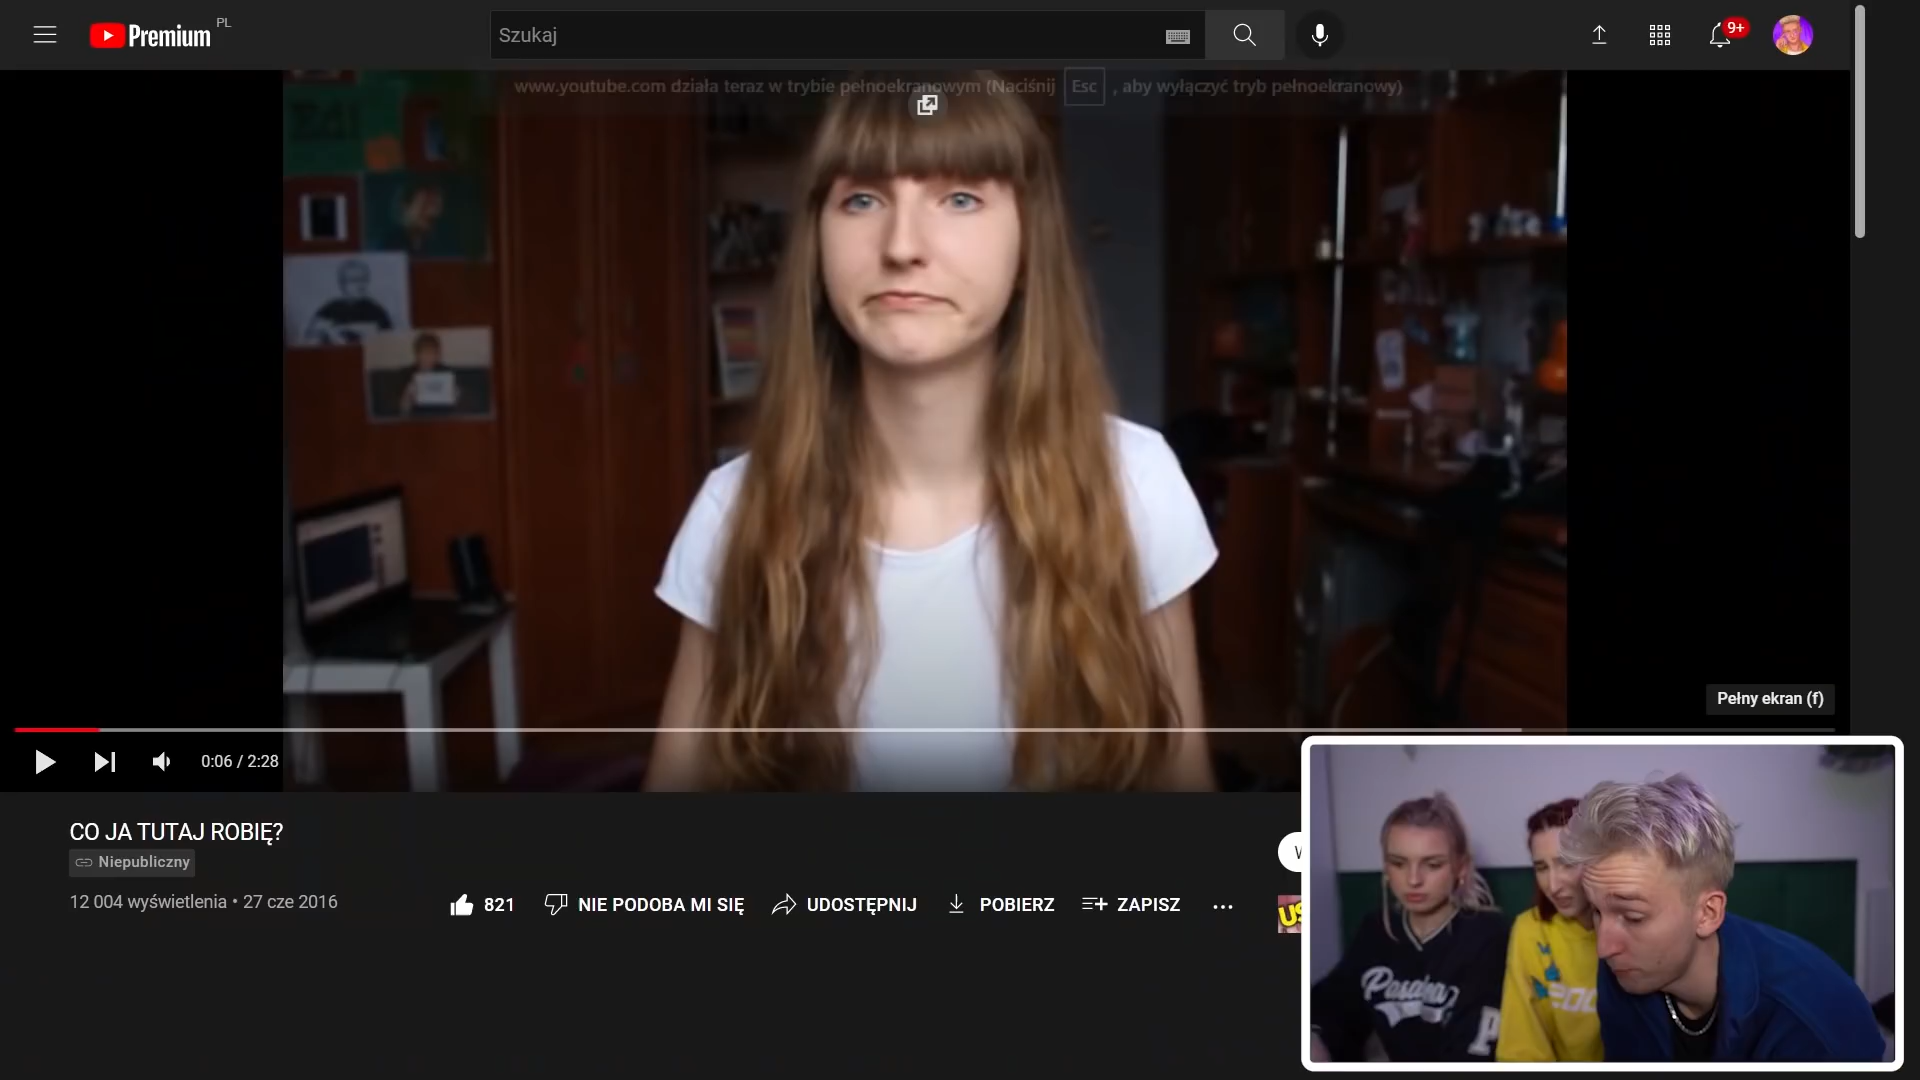 Premium
PL
Szukaj
9+
www.youtube.com działa teraz w trybie pełnoekranowym (Naciśnij Esc , aby wyłączyć tryb pełnoekranowy)
Pełny ekran (f)
0:06 / 2:28
CO JA TUTAJ ROBIĘ?
Niepubliczny
12 004 wyświetlenia • 27 cze 2016
821
NIE PODOBA MI SIĘ
UDOSTĘPNIJ
POBIERZ
ZAPISZ